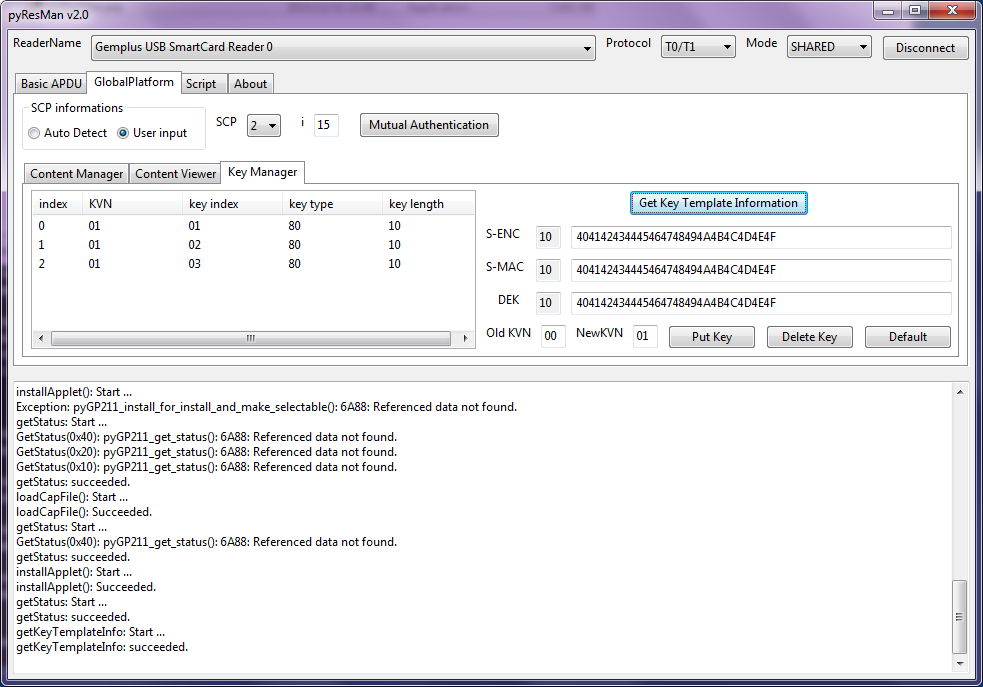 pyResMan v2.0
ReaderName Gemplus USB SmartCard Reader 0 Protocol T0/T1 Mode SHARED Disconnect
Basic APDU GlobalPlatform Script About
SCP informations
Auto Detect User input SCP 2 i 15 Mutual Authentication
Content Manager Content Viewer Key Manager
index KVN key index key type key length
0 01 01 80 10
1 01 02 80 10
2 01 03 80 10
Get Key Template Information
S-ENC 10 404142434445464748494A4B4C4D4E4F
S-MAC 10 404142434445464748494A4B4C4D4E4F
DEK 10 404142434445464748494A4B4C4D4E4F
Old KVN 00 NewKVN 01 Put Key Delete Key Default
installApplet(): Start ...
Exception: pyGP211_install_for_install_and_make_selectable(): 6A88: Referenced data not found.
getStatus: Start ...
GetStatus(0x40): pyGP211_get_status(): 6A88: Referenced data not found.
GetStatus(0x20): pyGP211_get_status(): 6A88: Referenced data not found.
GetStatus(0x10): pyGP211_get_status(): 6A88: Referenced data not found.
getStatus: succeeded.
loadCapFile(): Start ...
loadCapFile(): Succeeded.
getStatus: Start ...
GetStatus(0x40): pyGP211_get_status(): 6A88: Referenced data not found.
getStatus: succeeded.
installApplet(): Start ...
installApplet(): Succeeded.
getStatus: Start ...
getStatus: succeeded.
getKeyTemplateInfo: Start ...
getKeyTemplateInfo: succeeded.